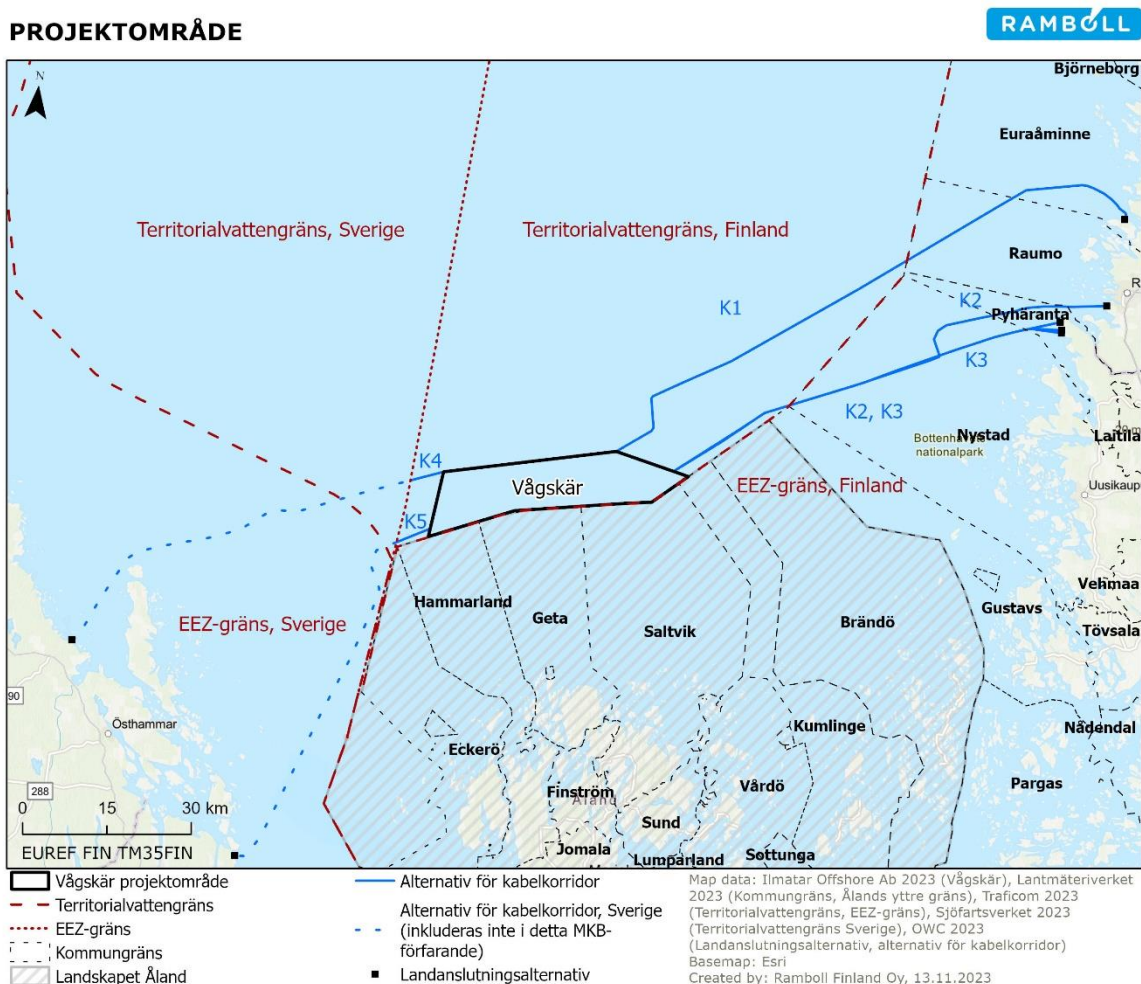 PROJEKTOMRÅDE
RAMBOLL
N
Björneborg
Euraåminne
Territorialvattengräns, Sverige
Territorialvattengräns, Finland
Raumo
R
K1
K2
Pyhäranta
K3
K2, K3
Nystad
Bottenhavets
nationalpark
Laitila
K4
Vågskär
EEZ-gräns, Finland
Uusikaup
K5
Vehmaa
Hammarland
Geta
Saltvik
Brändö
Gustavs
Tövsala
EEZ-gräns, Sverige
90
Östhammar
Eckerö
Kumlinge
Nådendal
288
Finström
Åland
Vårdö
Pargas
0 15 30 km
Sund
EUREF FIN TM35FIN
Jomala
Lumparland
Sottunga
Vågskär projektområde
Territorialvattengräns
EEZ-gräns
Kommungräns
Landskapet Åland
Alternativ för kabelkorridor
Alternativ för kabelkorridor, Sverige
(inkluderas inte i detta MKB-
förfarande)
Landanslutningsalternativ
Map data: Ilmatar Offshore Ab 2023 (Vågskär), Lantmäteriverket
2023 (Kommungräns, Ålands yttre gräns), Traficom 2023
(Territorialvattengräns, EEZ-gräns), Sjöfartsverket 2023
(Territorialvattengräns Sverige), OWC 2023
(Landanslutningsalternativ, alternativ för kabelkorridor)
Basemap: Esri
Created by: Ramboll Finland Oy, 13.11.2023